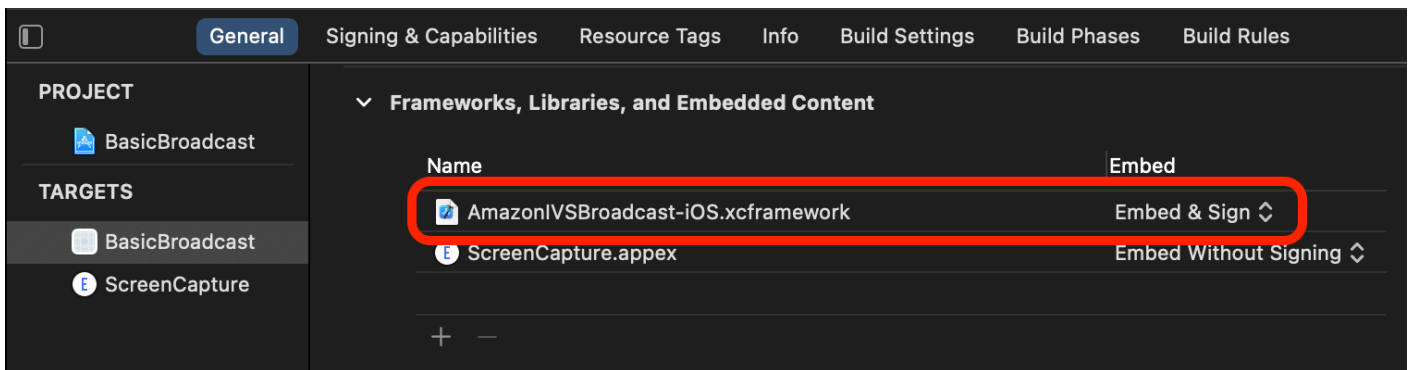 General Signing & Capabilities Resource Tags Info Build Settings Build Phases Build Rules
PROJECT
BasicBroadcast
TARGETS
BasicBroadcast
E ScreenCapture
Frameworks, Libraries, and Embedded Content
Name Embed
AmazonIVSBroadcast-iOS.xcframework Embed & Sign
E ScreenCapture.appex Embed Without Signing